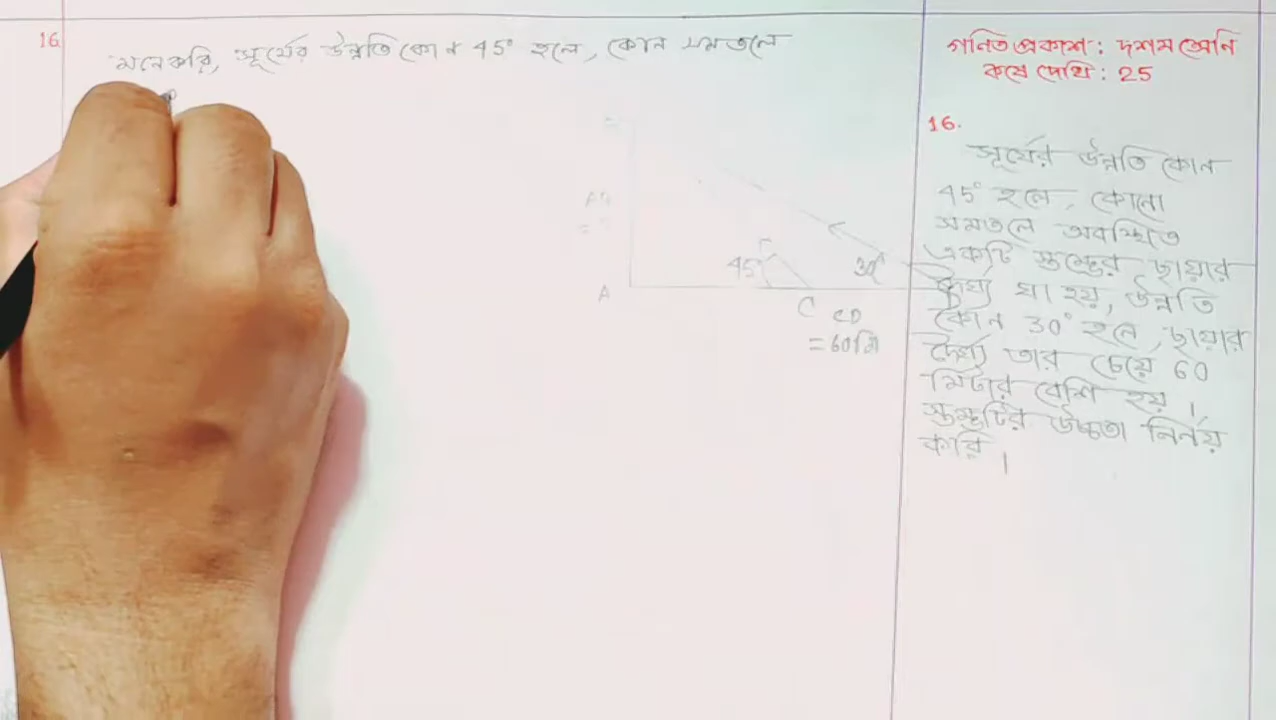 16.
মনেকরি, সূর্যের উন্নতি কোন 45° হলে, কোন সমতলে
45°
30°
A
C CD
= 60মি
গনিত প্রকাশ : দশম শ্রেনি
কষে দেখি : 25
16.
সূর্যের উন্নতি কোন
45° হলে, কোনো
সমতলে অবস্থিত
একটি স্তম্ভের ছায়ার
দৈর্ঘ্য যা হয়, উন্নতি
কোন 30° হলে, ছায়ার
দৈর্ঘ্য তার চেয়ে 60
মিটার বেশি হয় ।
স্তম্ভটির উচ্চতা নির্নয়
করি ।